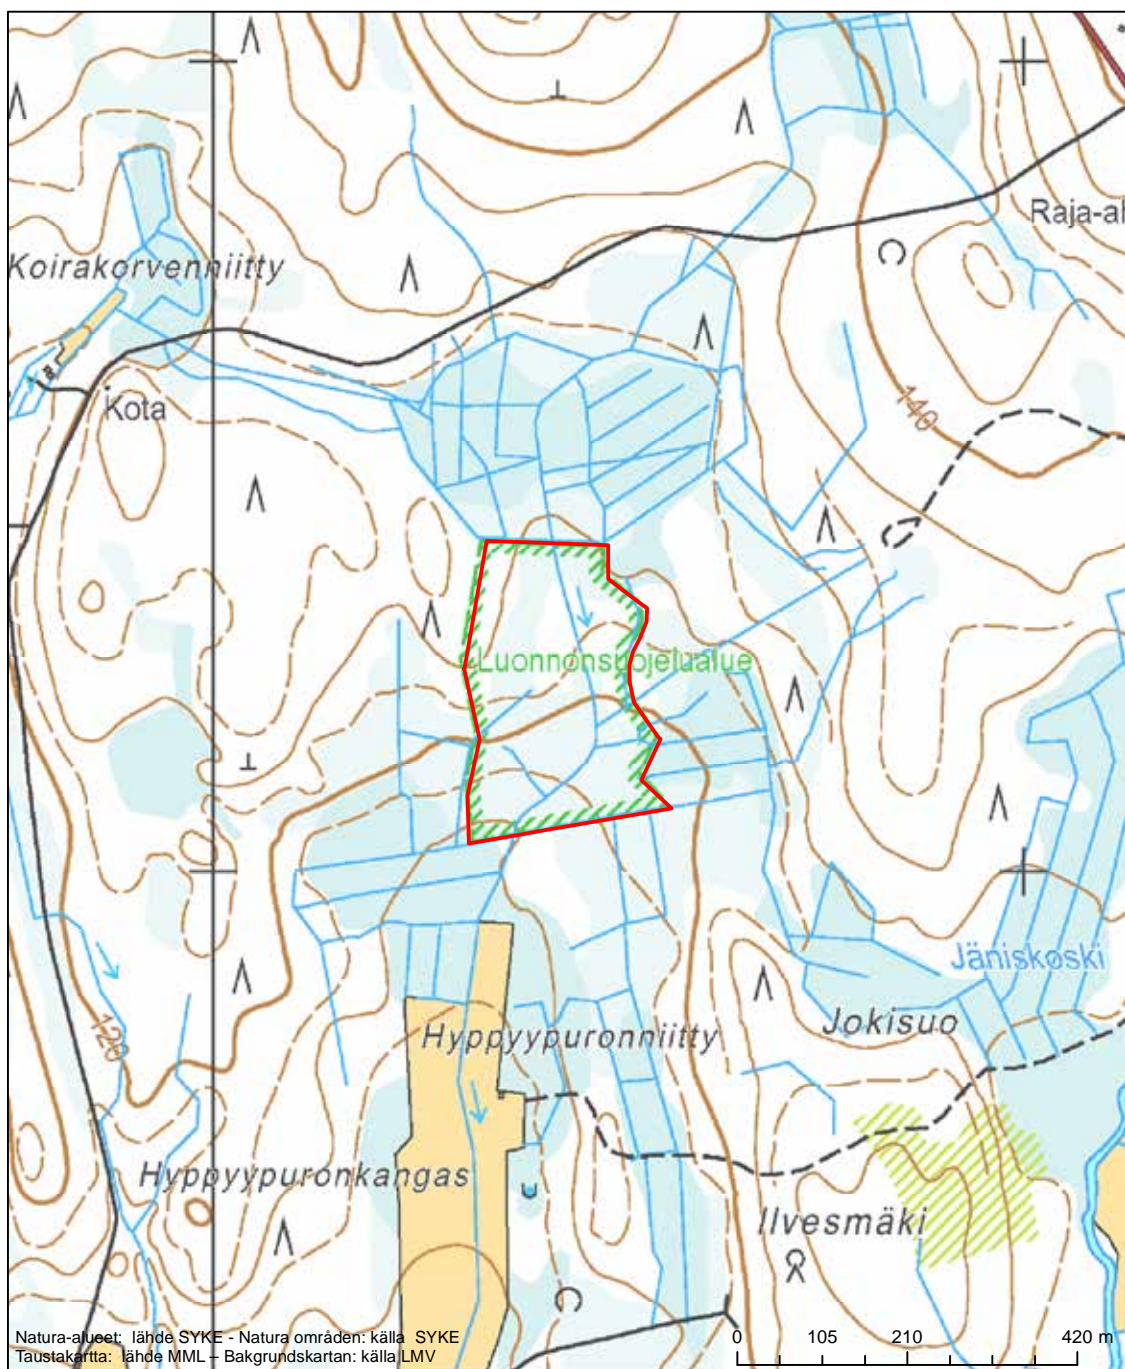 Raja-ah
Koirakorvenniitty
140
Kota
Luonnonsuojelualue
Jäniskoski
120
Hyppyypuronniitty
Jokisuo
Hyppyypuronkangas
Ilvesmäki
Natura-alueet: lähde SYKE - Natura områden: källa SYKE
Taustakartta: lähde MML – Bakgrundskartan: källa LMV
0 105 210 420 m